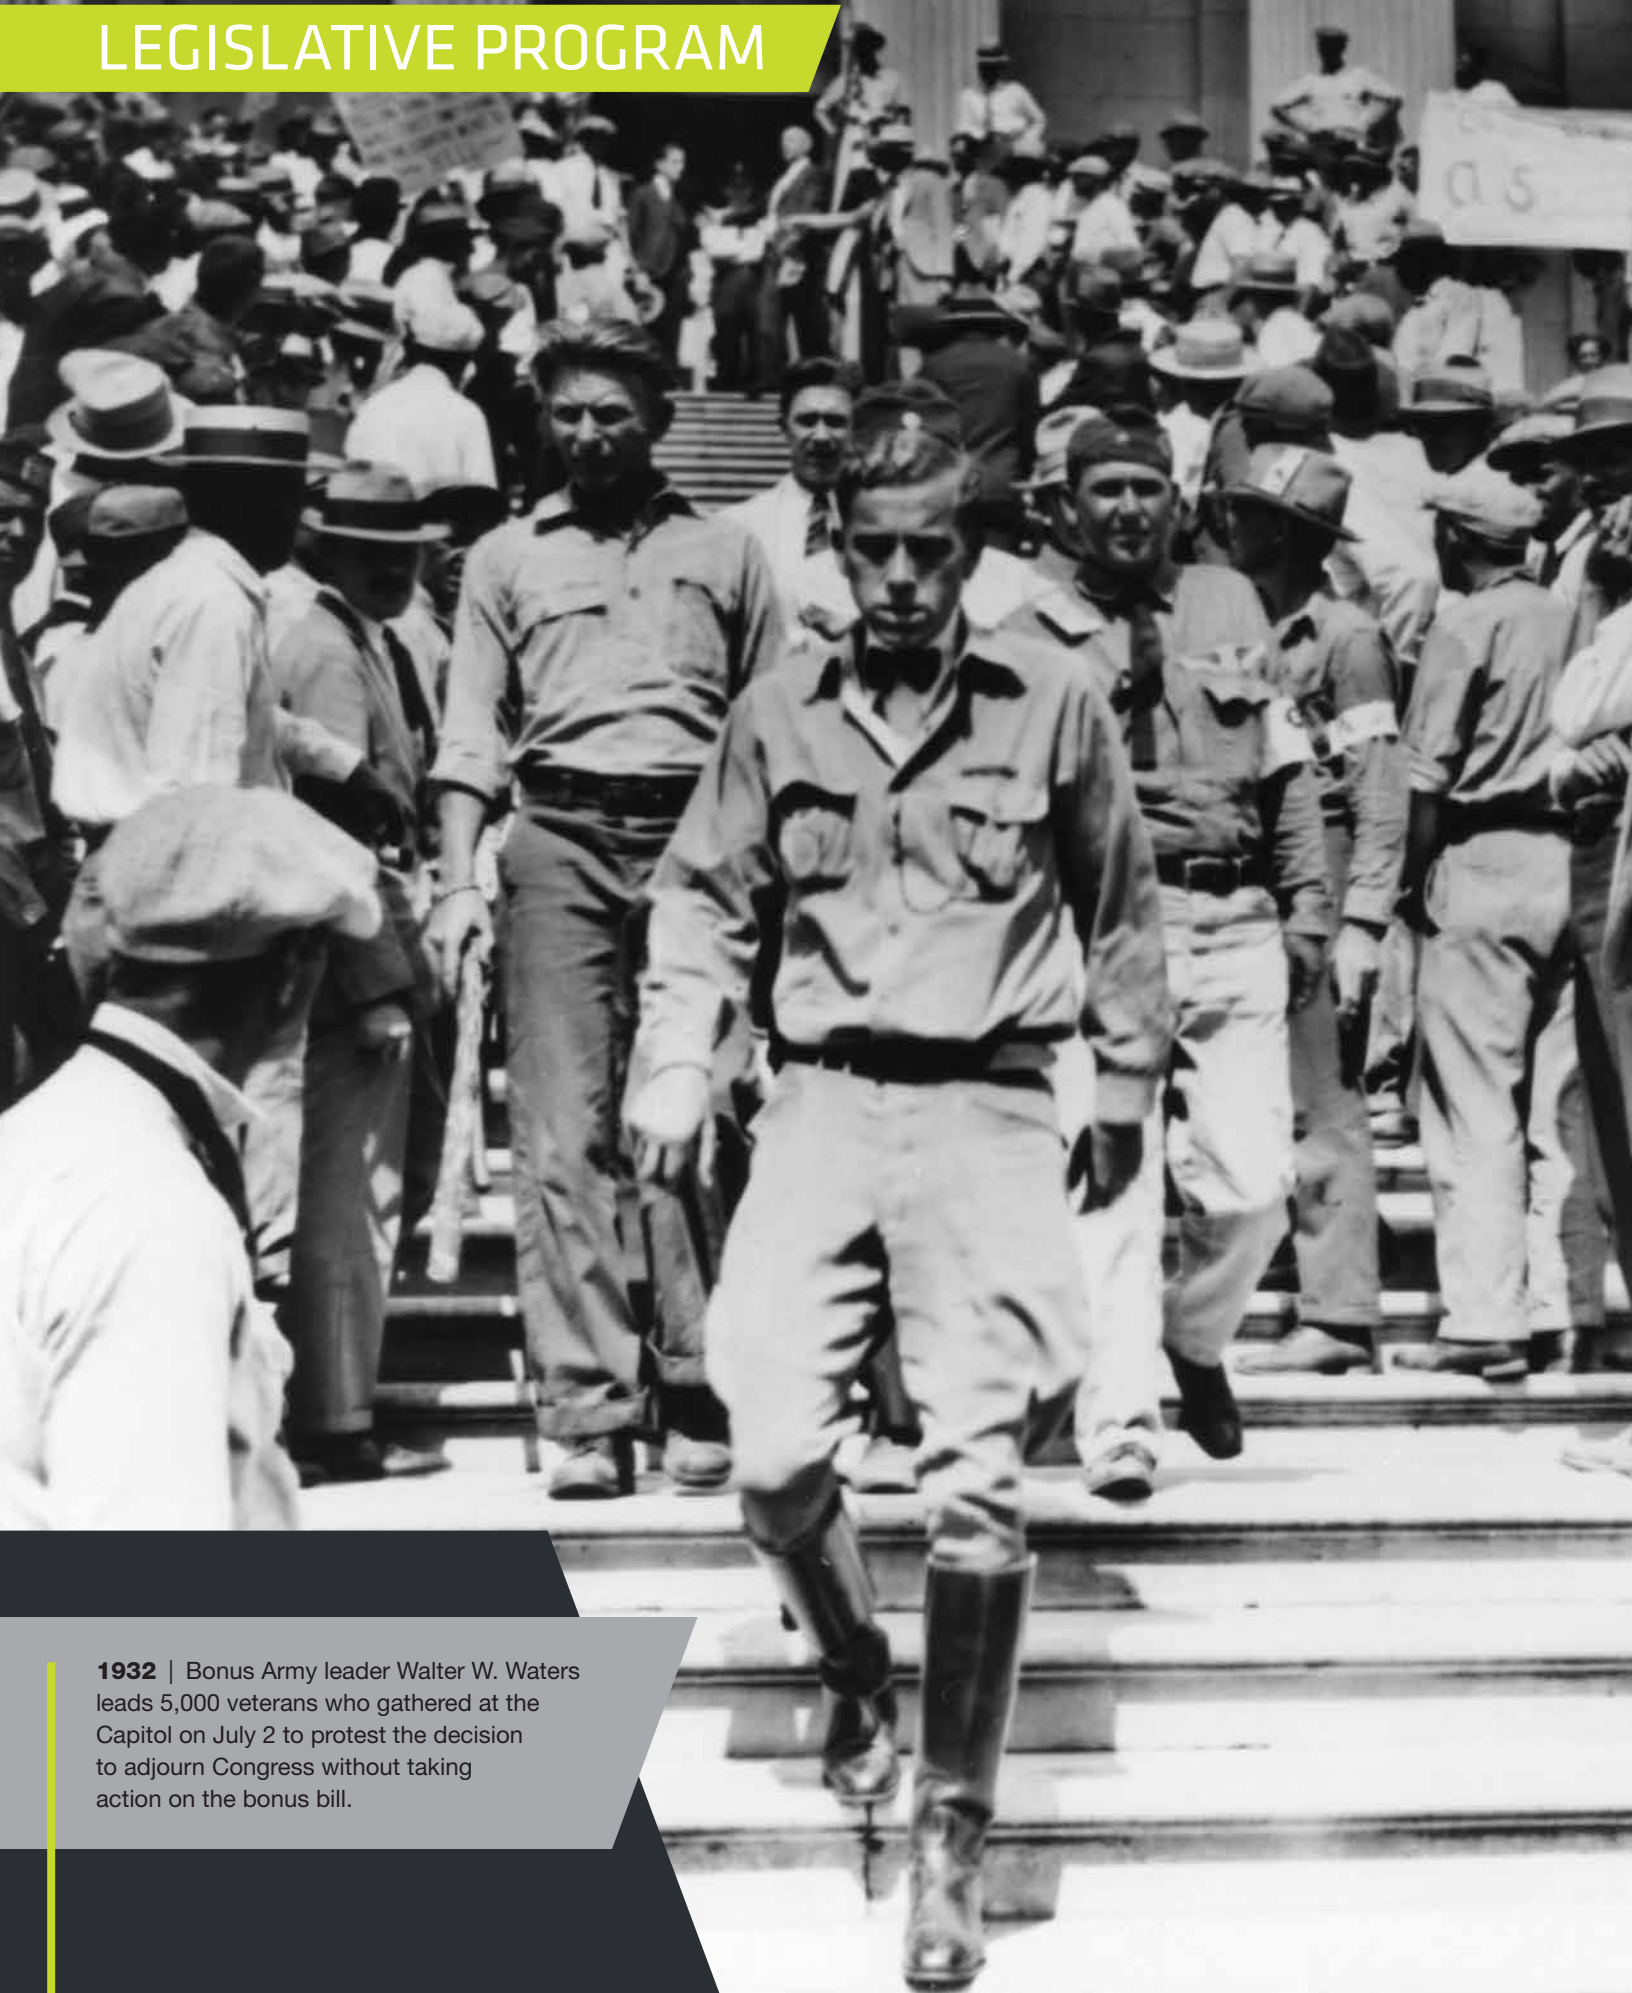 LEGISLATIVE PROGRAM
as
1932 | Bonus Army leader Walter W. Waters
leads 5,000 veterans who gathered at the
Capitol on July 2 to protest the decision
to adjourn Congress without taking
action on the bonus bill.